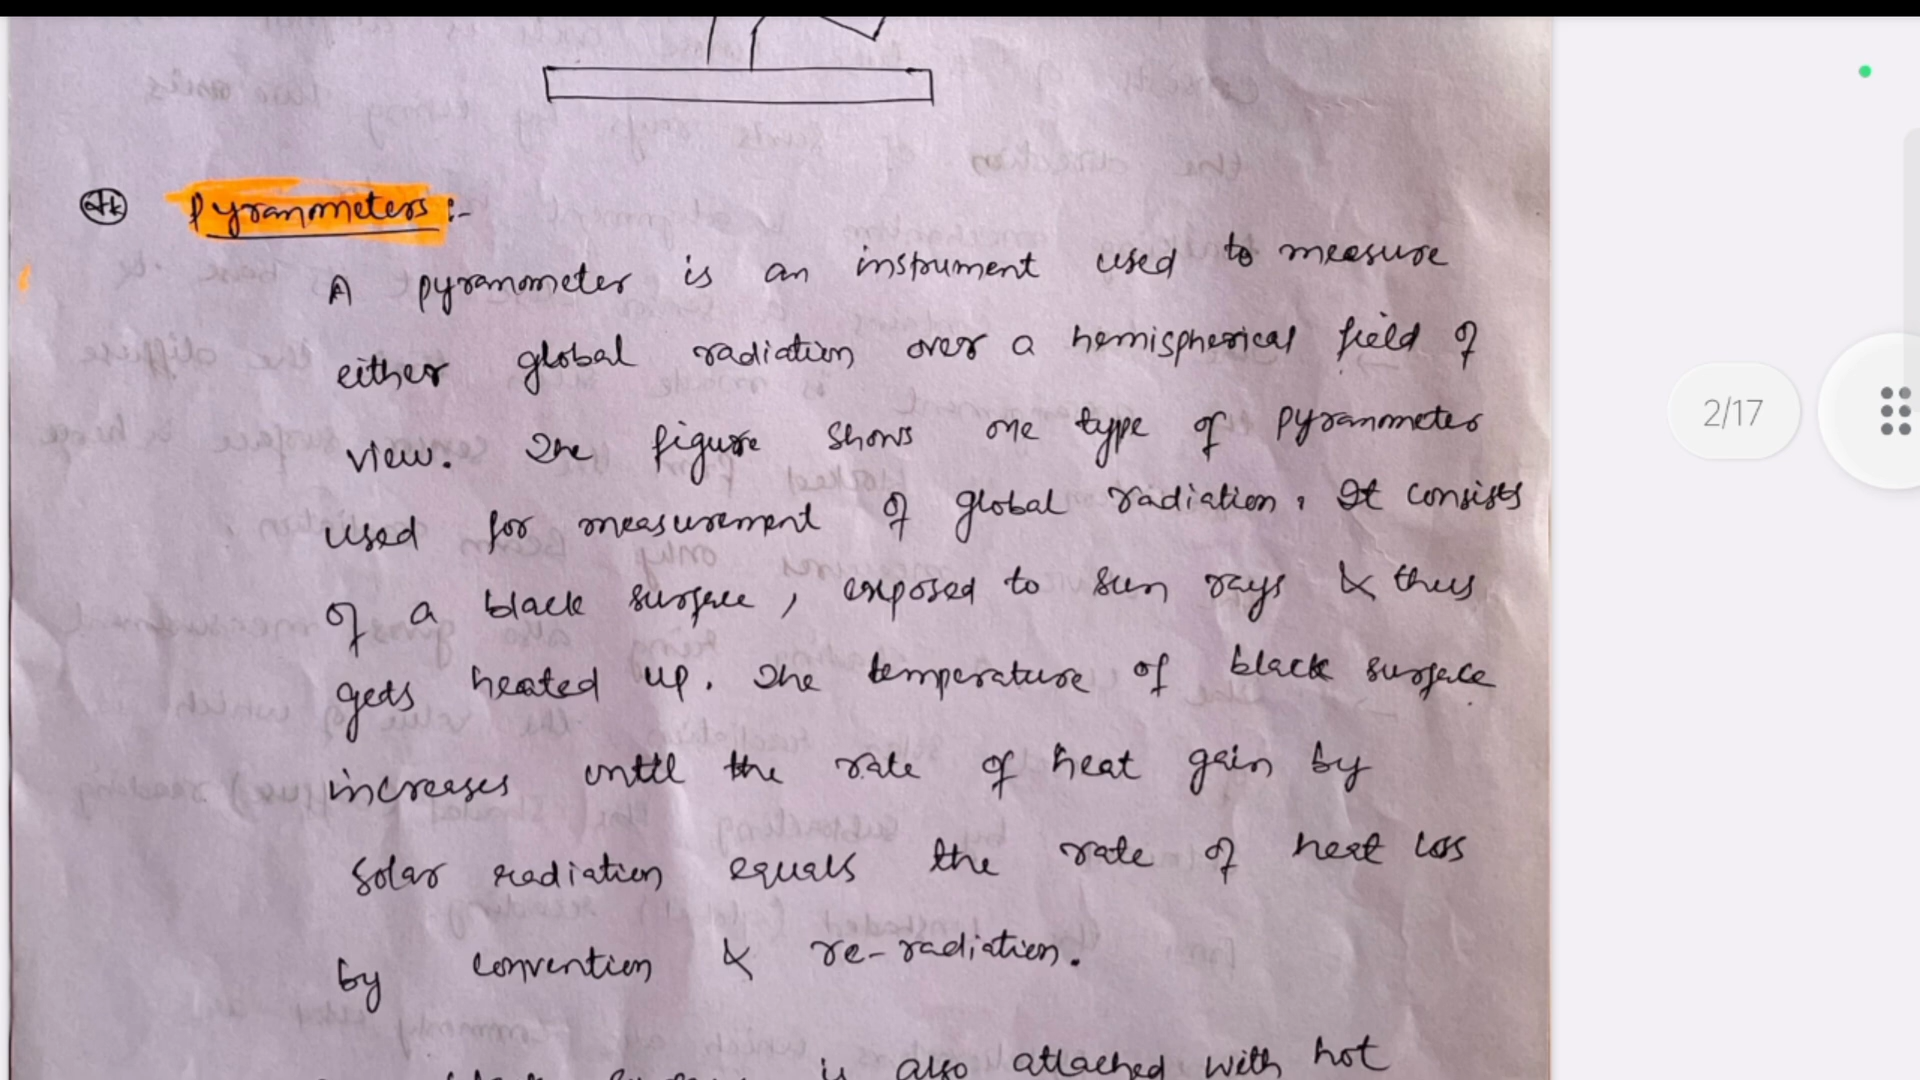 Pyranometers :-
A pyranometer is an instrument used to measure
either global radiation over a hemispherical field of
view. The figure shows one type of pyranometer
used for measurement of global radiation, It consists
of a black surface, exposed to sun rays & thus
gets heated up. The temperature of black surface
increases until the rate of heat gain by
solar radiation equals the rate of heat loss
by convention & re-radiation.
is also attached with hot
2/17